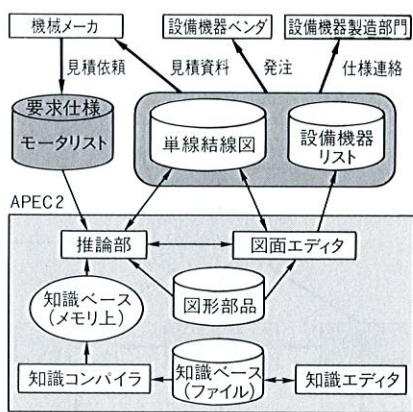 機械メーカ
設備機器ベンダ
設備機器製造部門
見積依頼
見積資料
発注
仕様連絡
要求仕様
モータリスト
単線結線図
設備機器
リスト
APEC2
推論部
図面エディタ
知識ベース
(メモリ上)
図形部品
知識コンパイラ
知識ベース
(ファイル)
知識エディタ